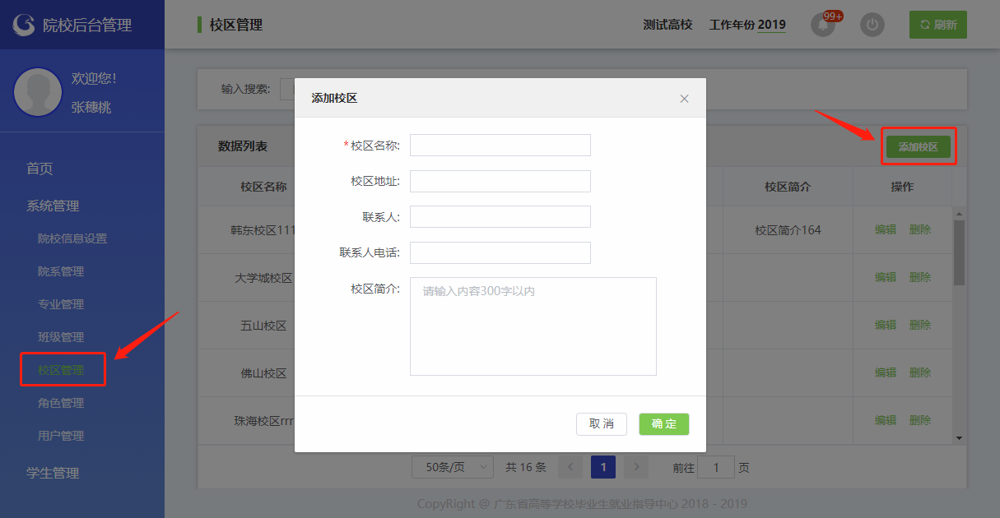 院校后台管理
校区管理
测试高校
工作年份 2019
99+
刷新
欢迎您!
张穗桃
首页
系统管理
院校信息设置
院系管理
专业管理
班级管理
校区管理
角色管理
用户管理
学生管理
输入搜索:
数据列表
添加校区
校区名称
校区简介
操作
韩东校区111
校区简介164
编辑 删除
大学城校区
编辑 删除
五山校区
编辑 删除
佛山校区
编辑 删除
珠海校区rrr
编辑 删除
添加校区
*校区名称:
校区地址:
联系人:
联系人电话:
校区简介:
请输入内容300字以内
取 消
确 定
50条/页
共 16 条
1
前往 1 页
CopyRight @ 广东省高等学校毕业生就业指导中心 2018 - 2019